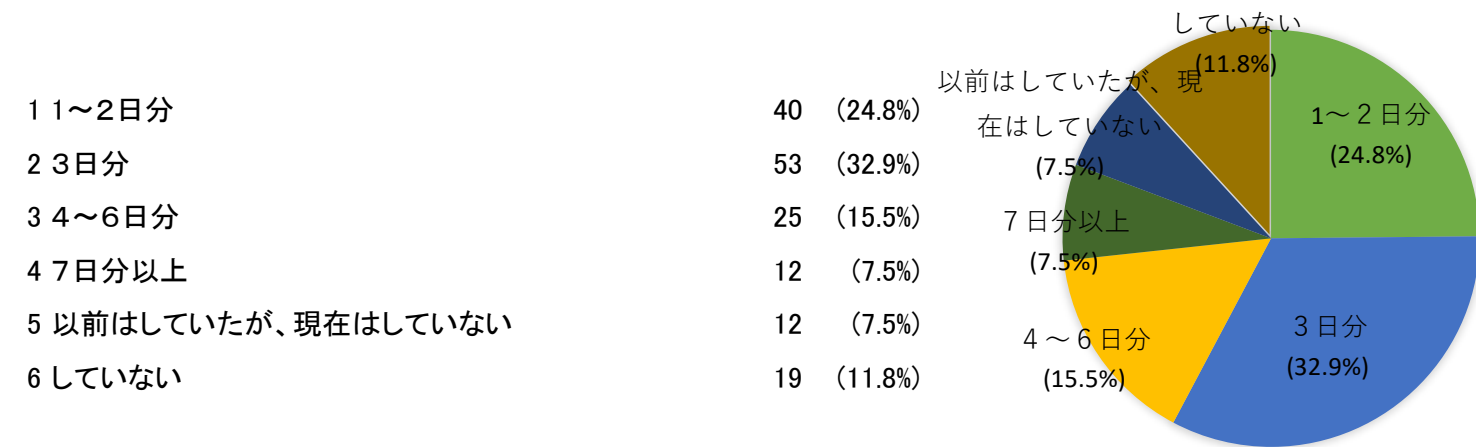 1 1～2日分 40 (24.8%)
2 3日分 53 (32.9%)
3 4～6日分 25 (15.5%)
4 7日分以上 12 (7.5%)
5 以前はしていたが、現在はしていない 12 (7.5%)
6 していない 19 (11.8%)
していない
(11.8%)
以前はしていたが、現
在はしていない
(7.5%)
7日分以上
(7.5%)
4～6日分
(15.5%)
1～2日分
(24.8%)
3日分
(32.9%)